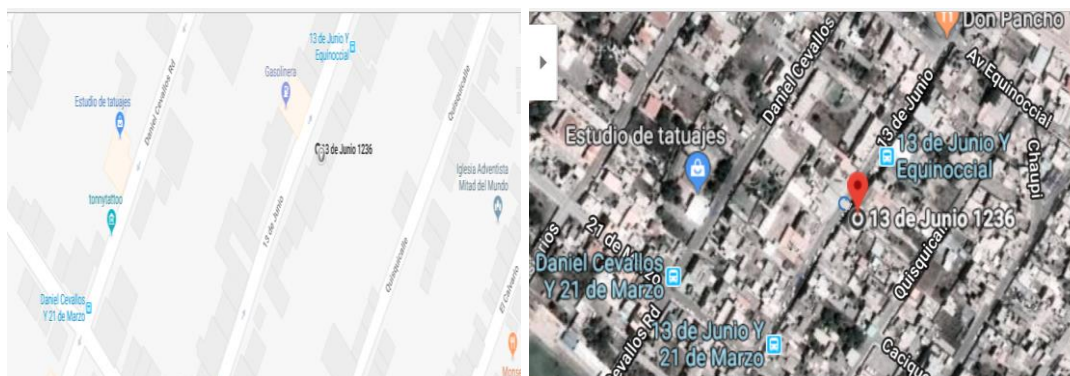 13 de Junio Y
Equinoccial
Daniel Cevallos Rd
Gasolinera
Quisquicalle
Estudio de tatuajes
13 de Junio 1236
Iglesia Adventista
Mitad del Mundo
tonnytattoo
13 de Junio
Quisquicalle
El Calvario
Daniel Cevallos
Y 21 de Marzo
Monse
Don Pancho
Daniel Cevallos
13 de Junio
Av. Equinoccial
Estudio de tatuajes
13 de Junio Y
Equinoccial
Chaupi
13 de Junio 1236
21 de Marzo
Quisquical
Daniel Cevallos
Y 21 de Marzo
13 de Junio Y
21 de Marzo
Cevallos Rd
Cacique